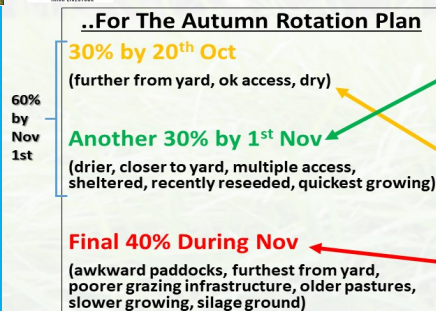 ..For The Autumn Rotation Plan
30% by 20th Oct
(further from yard, ok access, dry)
60%
by
Nov
1st
Another 30% by 1st Nov
(drier, closer to yard, multiple access,
sheltered, recently reseeded, quickest growing)
Final 40% During Nov
(awkward paddocks, furthest from yard,
poorer grazing infrastructure, older pastures,
slower growing, silage ground)